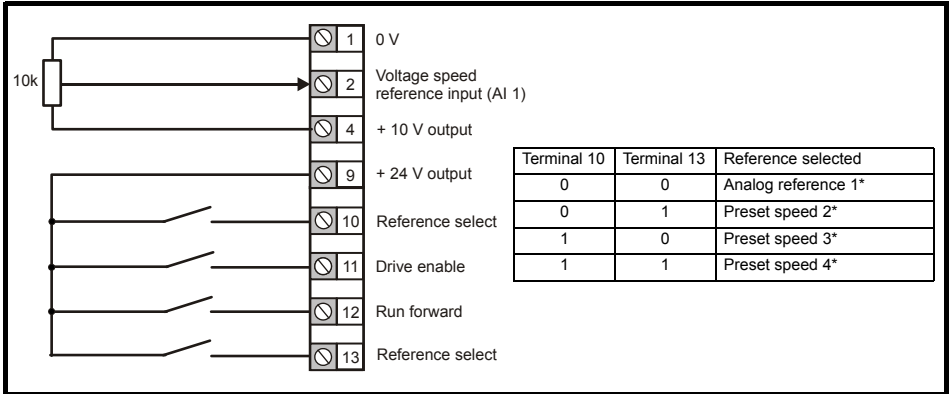 1 0 V
10k
2 Voltage speed
reference input (AI 1)
4 + 10 V output
9 + 24 V output
10 Reference select
11 Drive enable
12 Run forward
13 Reference select
Terminal 10 Terminal 13 Reference selected
0 0 Analog reference 1*
0 1 Preset speed 2*
1 0 Preset speed 3*
1 1 Preset speed 4*